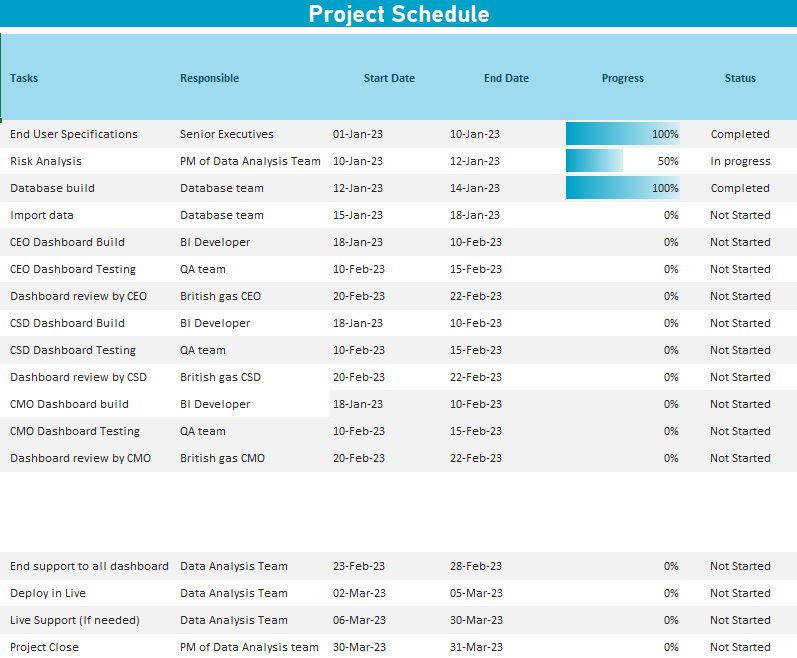 Project Schedule
Tasks Responsible Start Date End Date Progress Status
End User Specifications Senior Executives 01-Jan-23 10-Jan-23 100% Completed
Risk Analysis PM of Data Analysis Team 10-Jan-23 12-Jan-23 50% In progress
Database build Database team 12-Jan-23 14-Jan-23 100% Completed
Import data Database team 15-Jan-23 18-Jan-23 0% Not Started
CEO Dashboard Build BI Developer 18-Jan-23 10-Feb-23 0% Not Started
CEO Dashboard Testing QA team 10-Feb-23 15-Feb-23 0% Not Started
Dashboard review by CEO British gas CEO 20-Feb-23 22-Feb-23 0% Not Started
CSD Dashboard Build BI Developer 18-Jan-23 10-Feb-23 0% Not Started
CSD Dashboard Testing QA team 10-Feb-23 15-Feb-23 0% Not Started
Dashboard review by CSD British gas CSD 20-Feb-23 22-Feb-23 0% Not Started
CMO Dashboard build BI Developer 18-Jan-23 10-Feb-23 0% Not Started
CMO Dashboard Testing QA team 10-Feb-23 15-Feb-23 0% Not Started
Dashboard review by CMO British gas CMO 20-Feb-23 22-Feb-23 0% Not Started
End support to all dashboard Data Analysis Team 23-Feb-23 28-Feb-23 0% Not Started
Deploy in Live Data Analysis Team 02-Mar-23 05-Mar-23 0% Not Started
Live Support (If needed) Data Analysis Team 06-Mar-23 30-Mar-23 0% Not Started
Project Close PM of Data Analysis team 30-Mar-23 31-Mar-23 0% Not Started